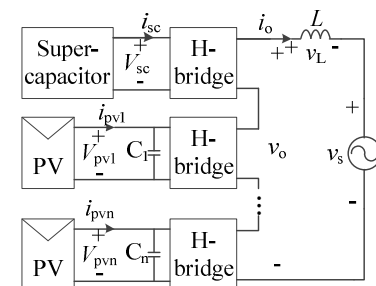 Super-
capacitor
i_sc
+
V_sc
-
H-
bridge
i_o
+
+
L
v_L
-
PV
i_pv1
+
V_pv1
-
C_1
H-
bridge
v_o
+
v_s
-
PV
i_pvn
+
V_pvn
-
C_n
H-
bridge
-